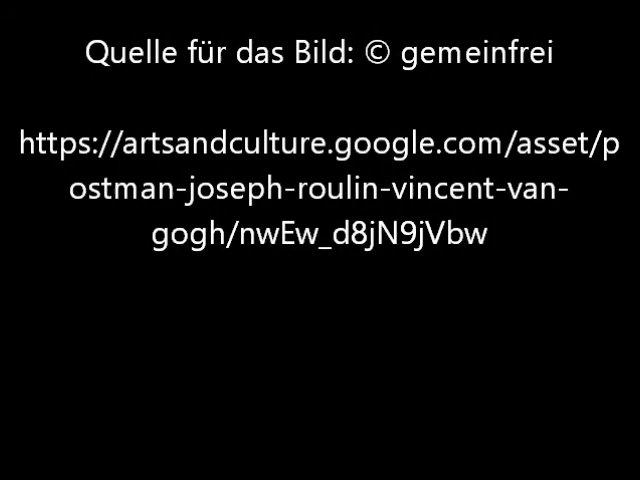 Quelle für das Bild: © gemeinfrei
https://artsandculture.google.com/asset/p
ostman-joseph-roulin-vincent-van-
gogh/nwEw_d8jN9jVbw